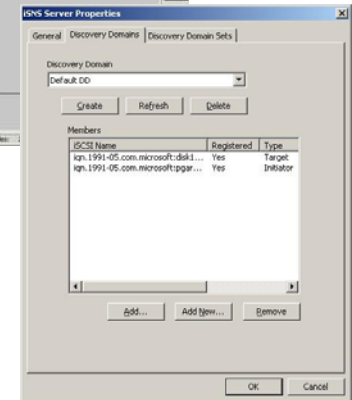 iSNS Server Properties
General Discovery Domains Discovery Domain Sets
Discovery Domain
Default DD
Create Refresh Delete
Members
iSCSI Name Registered Type
iqn.1991-05.com.microsoft:disk1... Yes Target
iqn.1991-05.com.microsoft:pgar... Yes Initiator
Add... Add New... Remove
OK Cancel